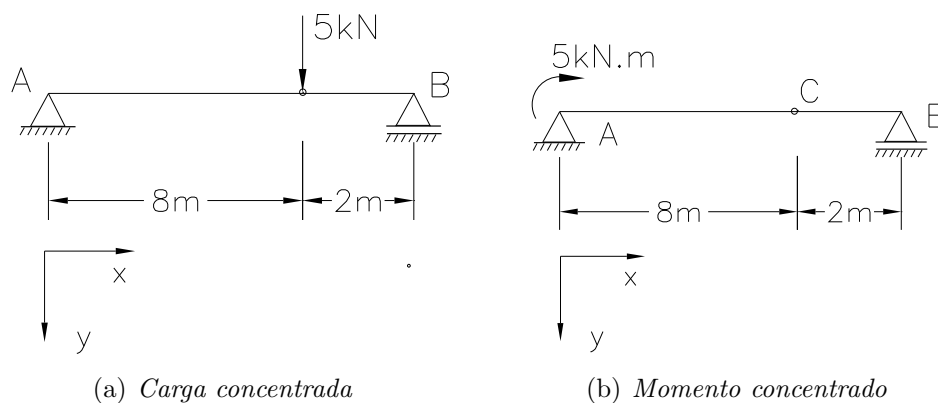 5kN
A
B
8m
2m
x
y
(a) Carga concentrada
5kN.m
C
A
B
8m
2m
x
y
(b) Momento concentrado